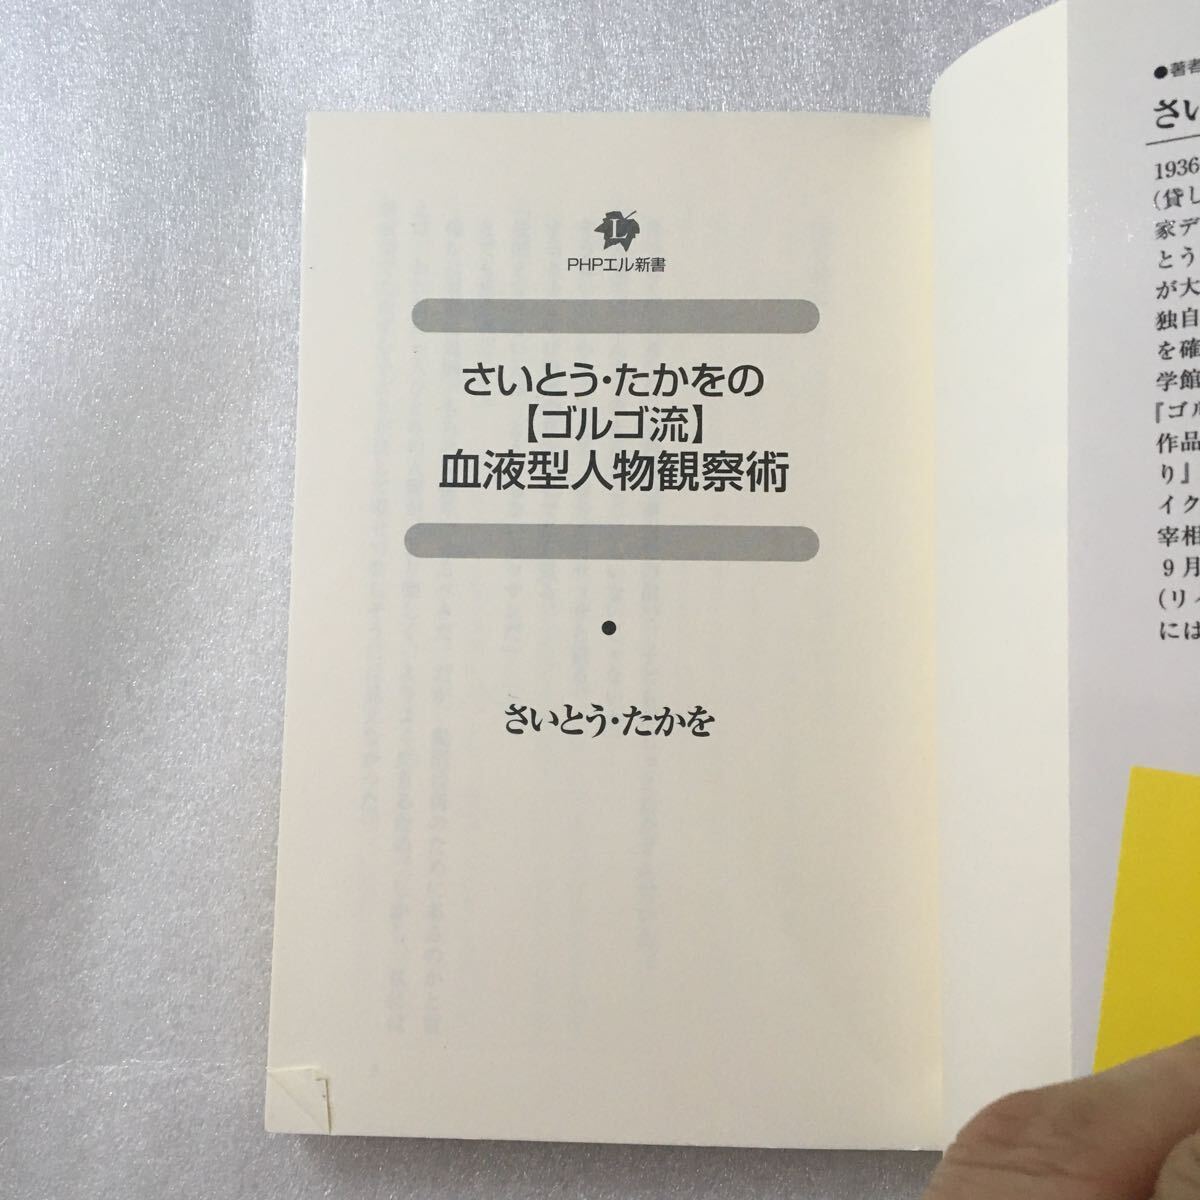 L
PHPエル新書
さいとう・たかをの
【ゴルゴ流】
血液型人物観察術
●
さいとう・たかを
●著者
さい
1936
(貸し
家デ
とう
が大
独自
を確
学館
『ゴル
作品
り』
イク
宰相
9月
(リイ
には